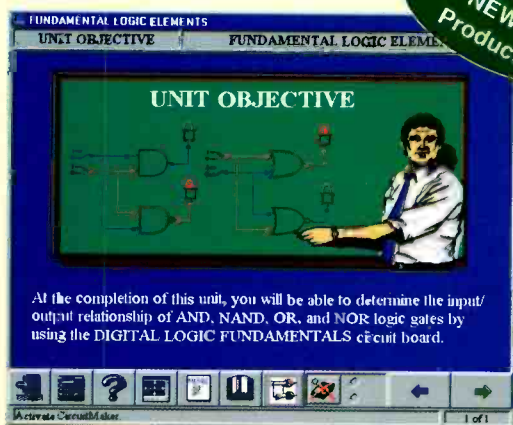 FUNDAMENTAL LOGIC ELEMENTS
UNIT OBJECTIVE
FUNDAMENTAL LOGIC
NEW
UNIT OBJECTIVE
At the completion of this unit, you will be able to determine the input/
output relationship of AND, NAND, OR, and NOR logic gates by
using the DIGITAL LOGIC FUNDAMENTALS circuit board.
?
Activate CircuitMaker
1 of 1